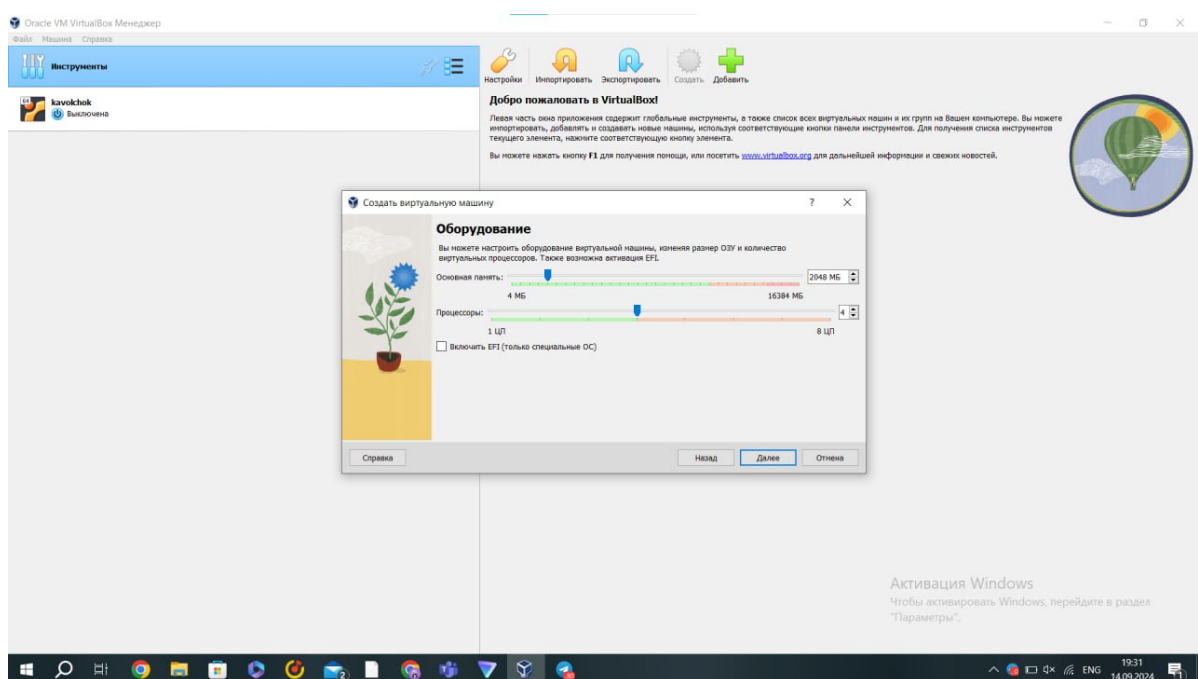 Oracle VM VirtualBox Менеджер
Файл Машина Справка
Инструменты
Настройки Импортировать Экспортировать Создать Добавить
64
kavolchok
Выключена
Добро пожаловать в VirtualBox!
Левая часть окна приложения содержит глобальные инструменты, а также список всех виртуальных машин и их групп на Вашем компьютере. Вы можете
импортировать, добавлять и создавать новые машины, используя соответствующие кнопки панели инструментов. Для получения списка инструментов
текущего элемента, нажмите соответствующую кнопку элемента.
Вы можете нажать кнопку F1 для получения помощи, или посетить www.virtualbox.org для дальнейшей информации и свежих новостей.
Создать виртуальную машину
?
Оборудование
Вы можете настроить оборудование виртуальной машины, изменяя размер ОЗУ и количество
виртуальных процессоров. Также возможна активация EFI.
Основная память: 2048 МБ
4 МБ 16384 МБ
Процессоры: 4
1 ЦП 8 ЦП
Включить EFI (только специальные ОС)
Справка Назад Далее Отмена
Активация Windows
Чтобы активировать Windows, перейдите в раздел
"Параметры".
ENG 19:31
14.09.2024